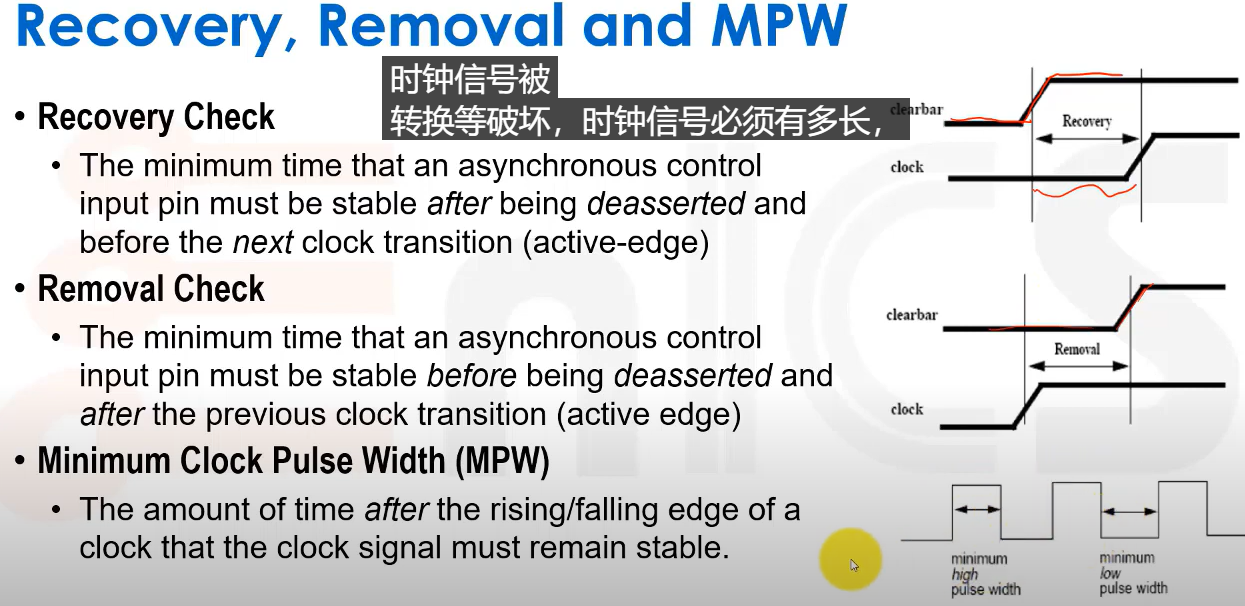 Recovery, Removal and MPW
时钟信号被
转换等破坏，时钟信号必须有多长，
• Recovery Check
• The minimum time that an asynchronous control
input pin must be stable after being deasserted and
before the next clock transition (active-edge)
clearbar
Recovery
clock
• Removal Check
• The minimum time that an asynchronous control
input pin must be stable before being deasserted and
after the previous clock transition (active edge)
clearbar
Removal
clock
• Minimum Clock Pulse Width (MPW)
• The amount of time after the rising/falling edge of a
clock that the clock signal must remain stable.
minimum
high
pulse width
minimum
low
pulse width
EnICS